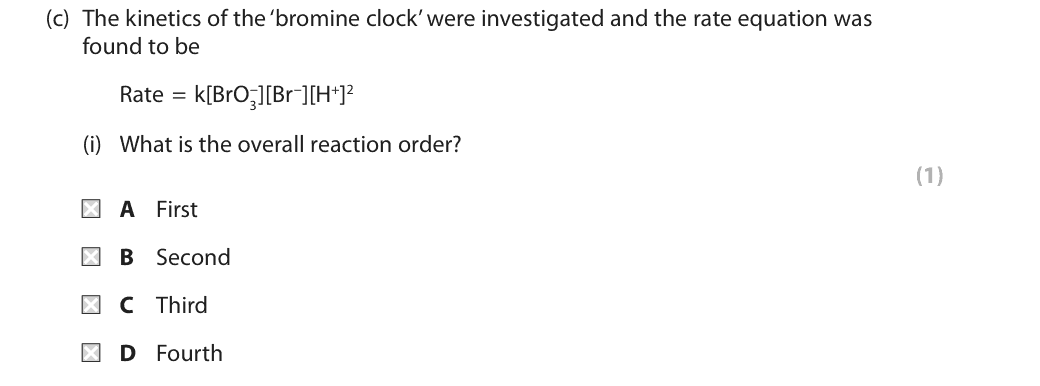 (c) The kinetics of the ‘bromine clock’ were investigated and the rate equation was
found to be
Rate = k[BrO₃⁻][Br⁻][H⁺]²
(i) What is the overall reaction order?
(1)
A First
B Second
C Third
D Fourth